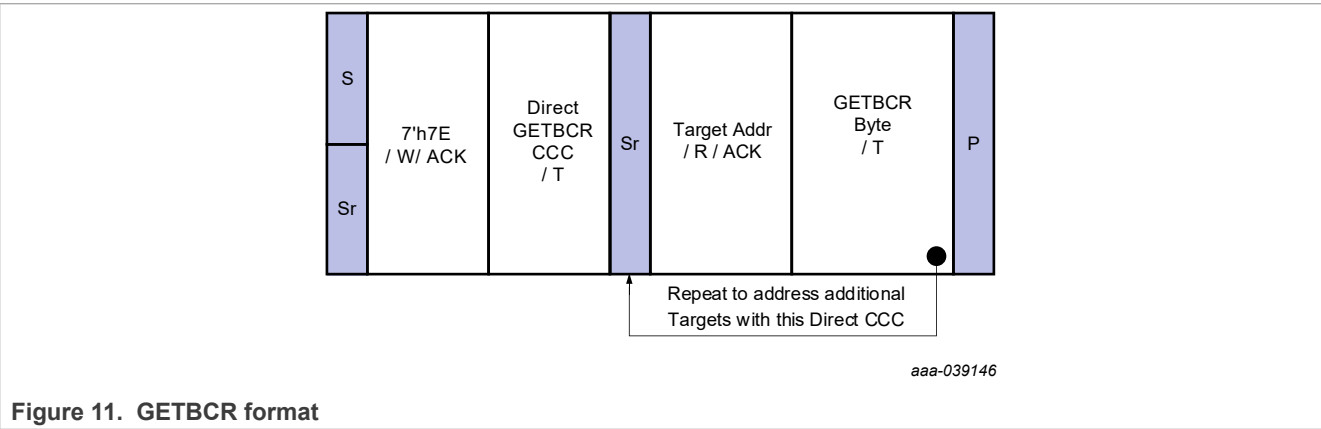 S
Sr
7'h7E
/ W/ ACK
Direct
GETBCR
CCC
/ T
Sr
Target Addr
/ R / ACK
GETBCR
Byte
/ T
P
Repeat to address additional
Targets with this Direct CCC
aaa-039146
Figure 11. GETBCR format